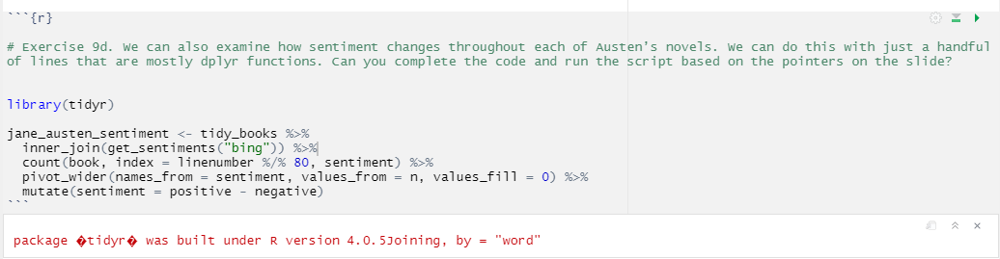 ```{r}
# Exercise 9d. We can also examine how sentiment changes throughout each of Austen's novels. We can do this with just a handful
of lines that are mostly dplyr functions. Can you complete the code and run the script based on the pointers on the slide?
library(tidyr)
jane_austen_sentiment <- tidy_books %>%
  inner_join(get_sentiments("bing")) %>%
  count(book, index = linenumber %/% 80, sentiment) %>%
  pivot_wider(names_from = sentiment, values_from = n, values_fill = 0) %>%
  mutate(sentiment = positive - negative)
```
package �tidyr� was built under R version 4.0.5Joining, by = "word"